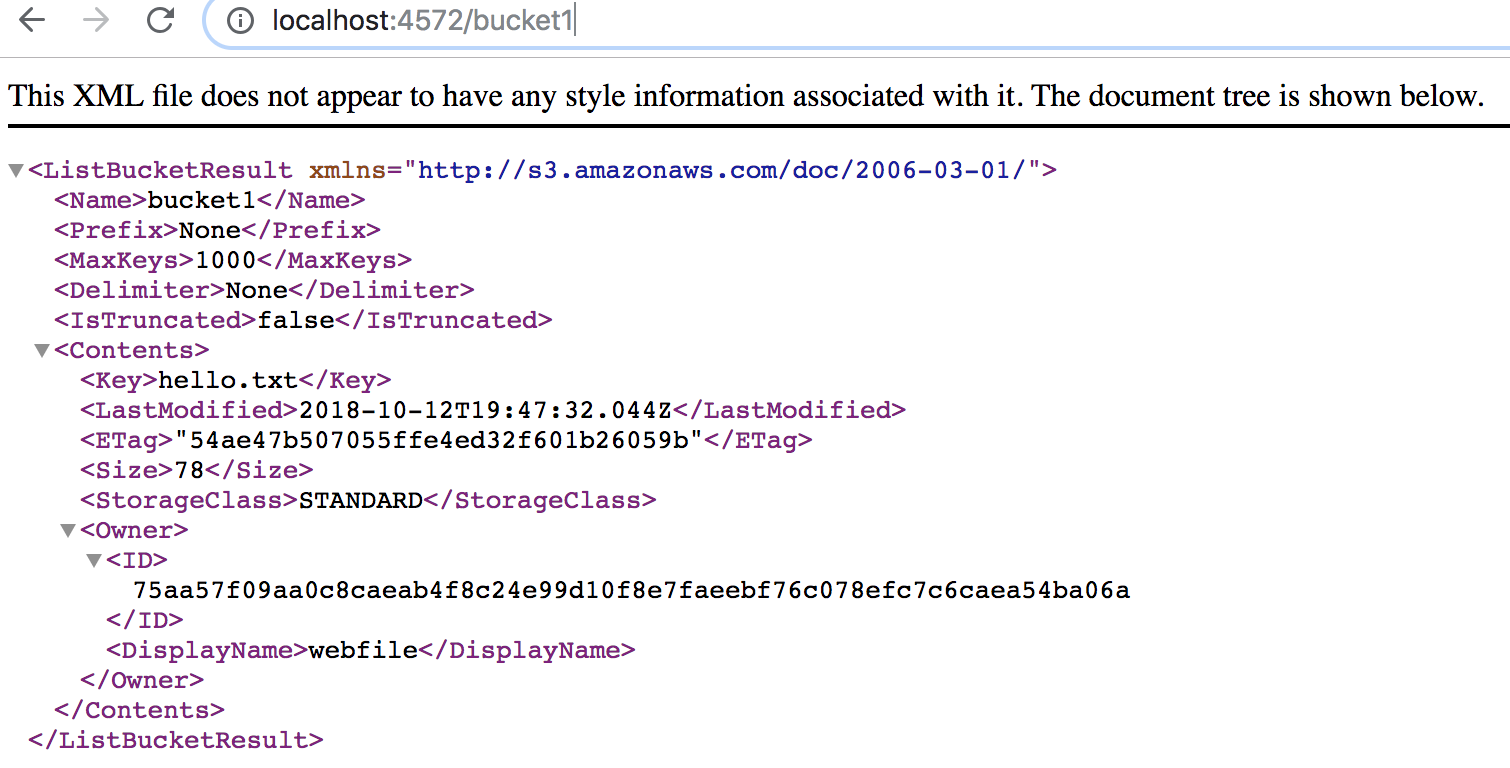 localhost:4572/bucket1
This XML file does not appear to have any style information associated with it. The document tree is shown below.
<ListBucketResult xmlns="http://s3.amazonaws.com/doc/2006-03-01/">
<Name>bucket1</Name>
<Prefix>None</Prefix>
<MaxKeys>1000</MaxKeys>
<Delimiter>None</Delimiter>
<IsTruncated>false</IsTruncated>
<Contents>
<Key>hello.txt</Key>
<LastModified>2018-10-12T19:47:32.044Z</LastModified>
<ETag>"54ae47b507055ffe4ed32f601b26059b"</ETag>
<Size>78</Size>
<StorageClass>STANDARD</StorageClass>
<Owner>
<ID>
75aa57f09aa0c8caeab4f8c24e99d10f8e7faeebf76c078efc7c6caea54ba06a
</ID>
<DisplayName>webfile</DisplayName>
</Owner>
</Contents>
</ListBucketResult>